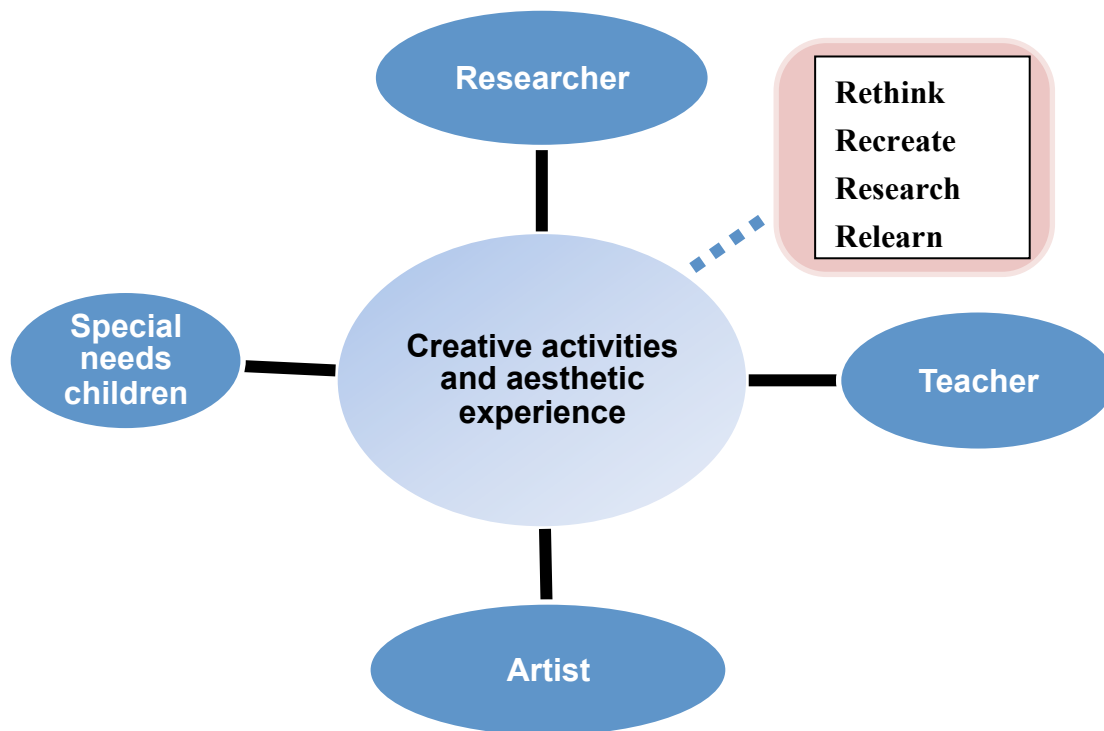 Researcher
Rethink
Recreate
Research
Relearn
Special
needs
children
Creative activities
and aesthetic
experience
Teacher
Artist